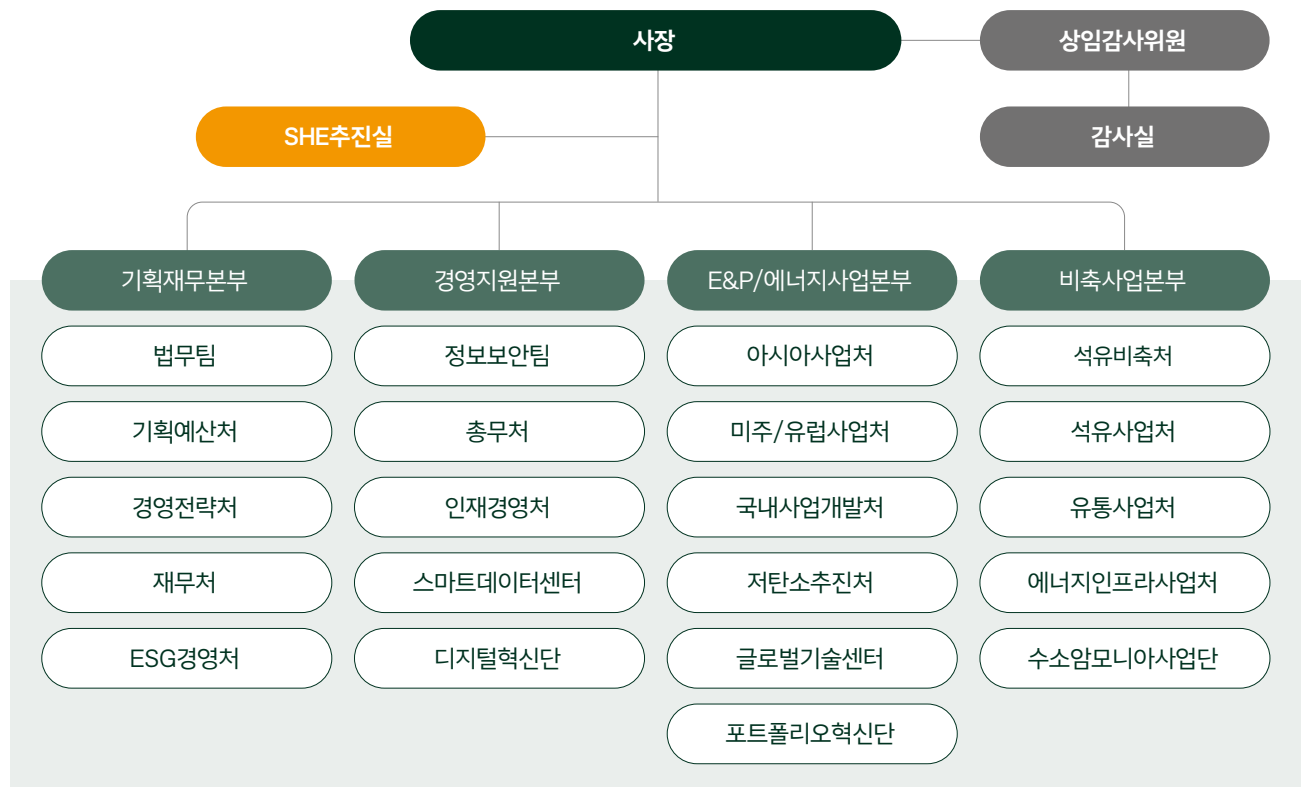 사장
상임감사위원
SHE추진실
감사실
기획재무본부
경영지원본부
E&P/에너지사업본부
비축사업본부
법무팀
정보보안팀
아시아사업처
석유비축처
기획예산처
총무처
미주/유럽사업처
석유사업처
경영전략처
인재경영처
국내사업개발처
유통사업처
재무처
스마트데이터센터
저탄소추진처
에너지인프라사업처
ESG경영처
디지털혁신단
글로벌기술센터
수소암모니아사업단
포트폴리오혁신단